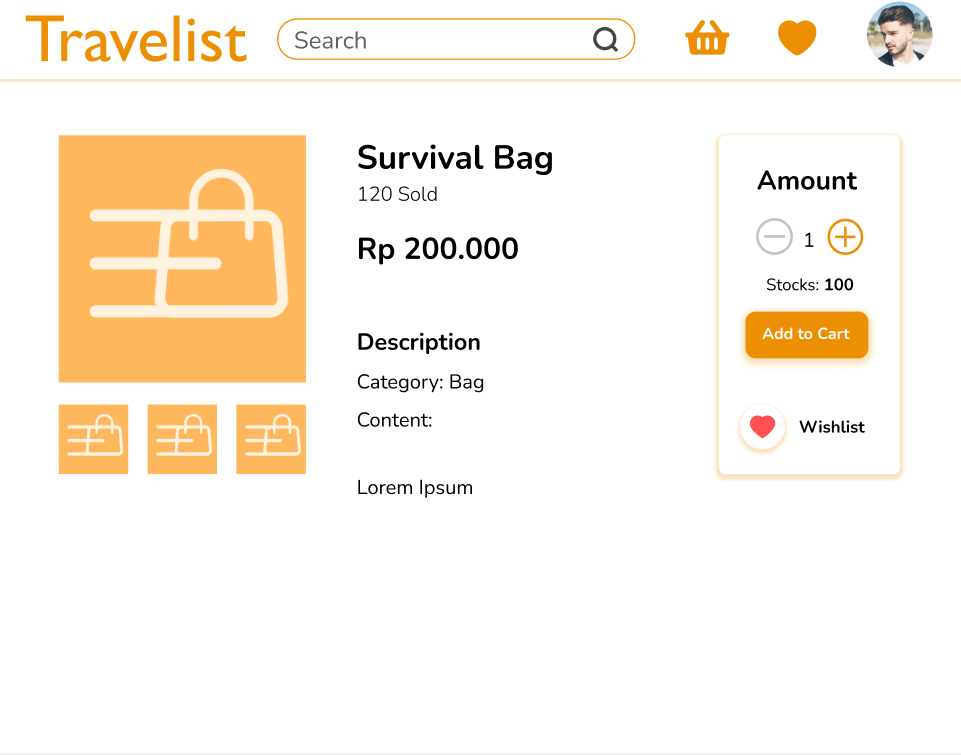 Travelist
Search
Survival Bag
120 Sold
Rp 200.000
Description
Category: Bag
Content:
Lorem Ipsum
Amount
1
Stocks: 100
Add to Cart
Wishlist